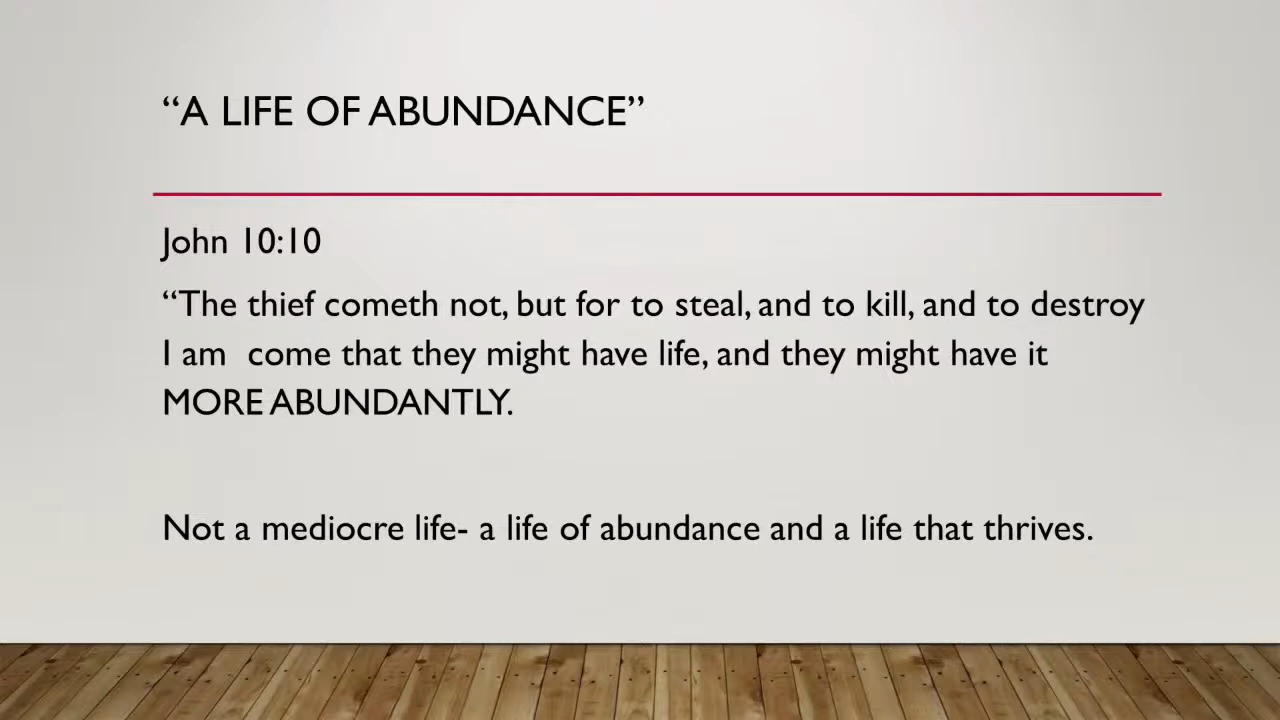 “A LIFE OF ABUNDANCE”
John 10:10
“The thief cometh not, but for to steal, and to kill, and to destroy
I am  come that they might have life, and they might have it
MORE ABUNDANTLY.
Not a mediocre life- a life of abundance and a life that thrives.